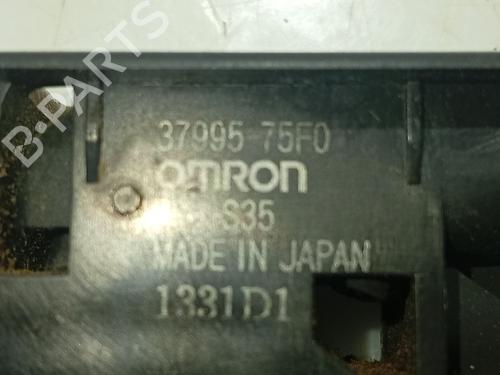 B-PARTS
37995 75F0
OMRON
S35
MADE IN JAPAN
1331D1